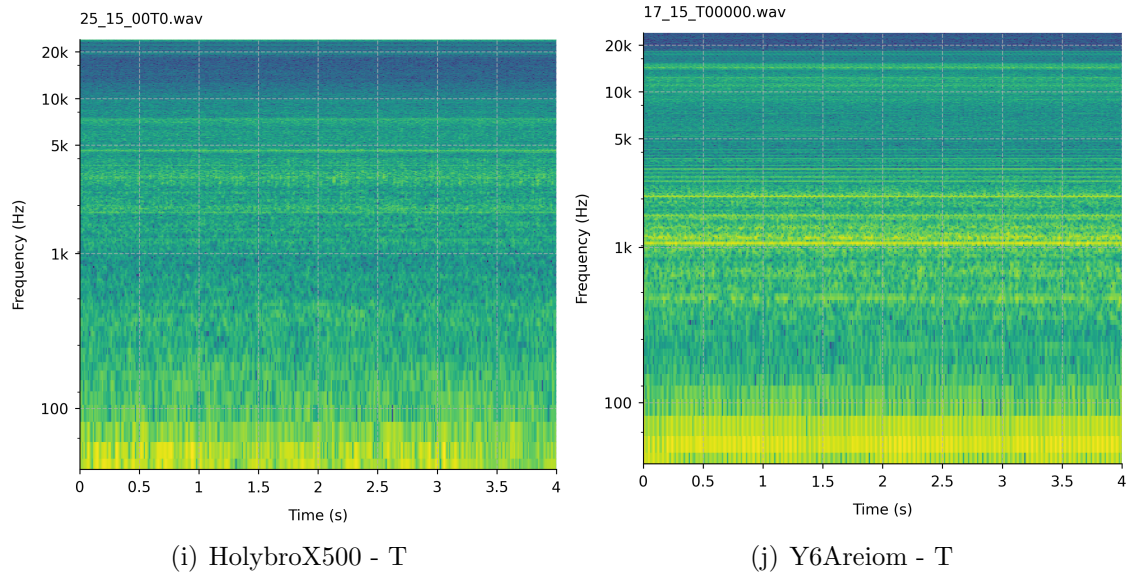 25_15_00T0.wav
20k
10k
5k
1k
100
Frequency (Hz)
0 0.5 1 1.5 2 2.5 3 3.5 4
Time (s)
(i) HolybroX500 - T
17_15_T00000.wav
20k
10k
5k
1k
100
Frequency (Hz)
0 0.5 1 1.5 2 2.5 3 3.5 4
Time (s)
(j) Y6Areiom - T